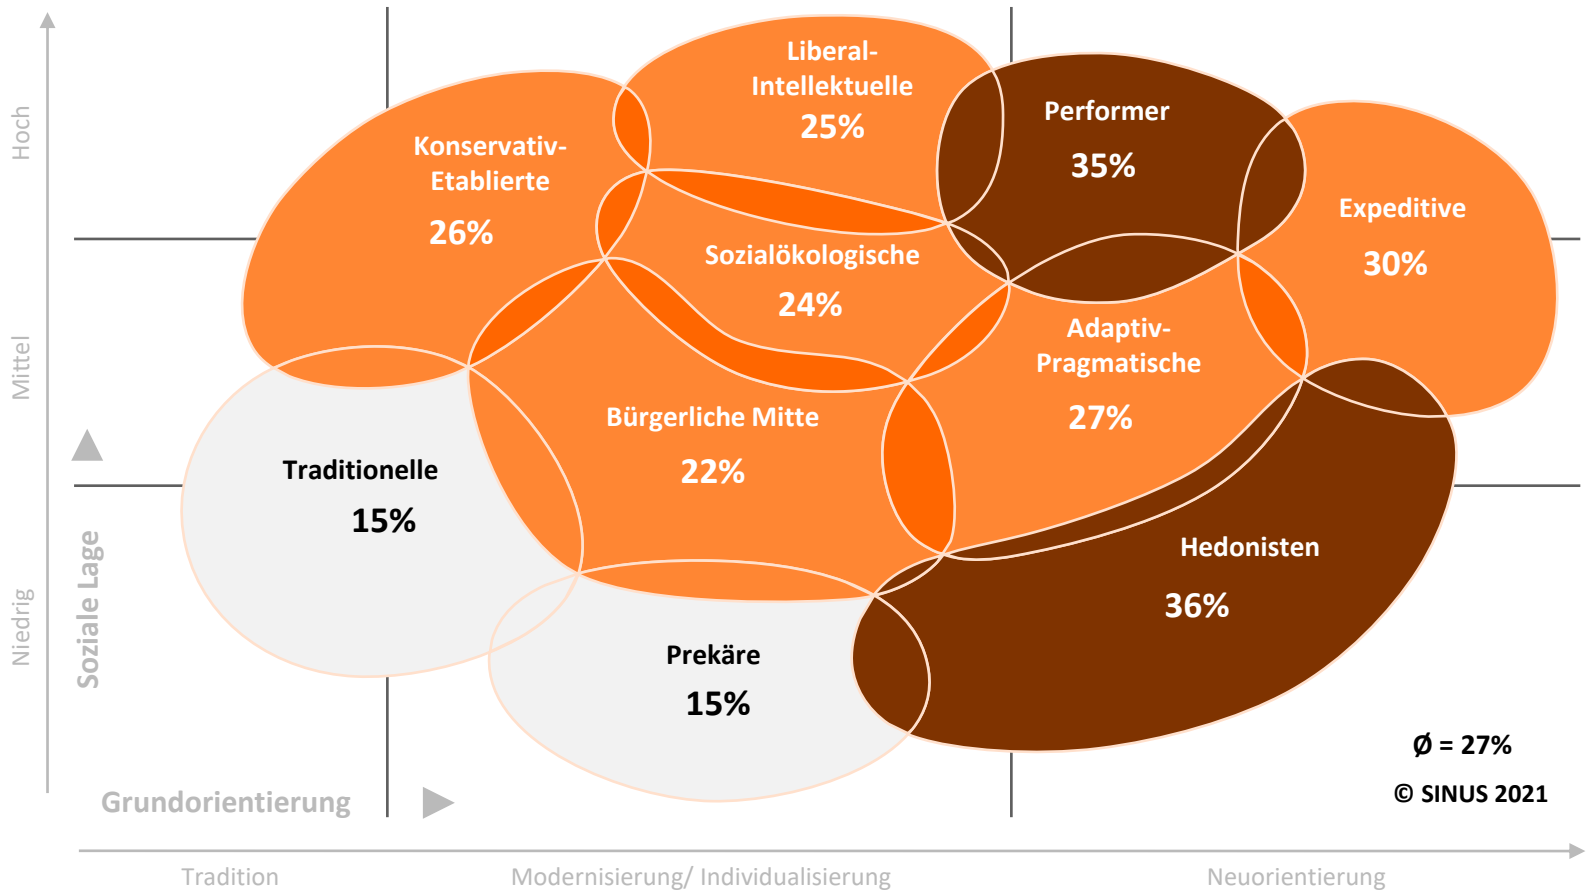 Liberal-
Intellektuelle
25%
Performer
35%
Konservativ-
Etablierte
26%
Expeditive
30%
Sozialökologische
24%
Adaptiv-
Pragmatische
27%
Bürgerliche Mitte
22%
Traditionelle
15%
Hedonisten
36%
Prekäre
15%
Ø = 27%
© SINUS 2021
Hoch
Mittel
Niedrig
Soziale Lage
Grundorientierung
Tradition
Modernisierung/ Individualisierung
Neuorientierung